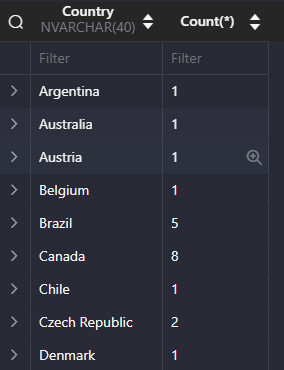 Country Count(*)
NVARCHAR(40)
Filter Filter
Argentina 1
Australia 1
Austria 1
Belgium 1
Brazil 5
Canada 8
Chile 1
Czech Republic 2
Denmark 1